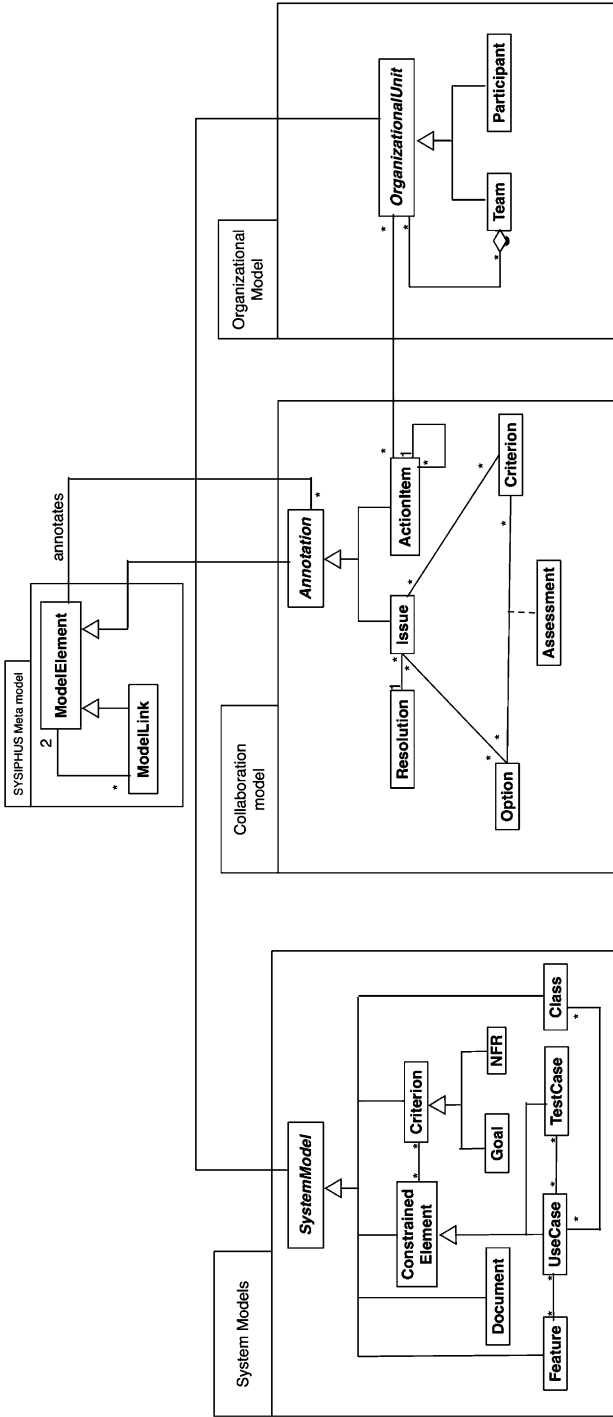 SYSIPHUS Meta model
ModelElement
annotates
2
*
ModelLink
System Models
SystemModel
Constrained
Element
*
*
Criterion
Document
Goal
NFR
Feature
*
*
UseCase
*
*
TestCase
*
*
Class
Collaboration
model
*
Annotation
Resolution
1
*
*
Issue
*
ActionItem
*
1
*
Option
*
*
*
*
Criterion
Assessment
Organizational
Model
*
OrganizationalUnit
*
*
Team
Participant